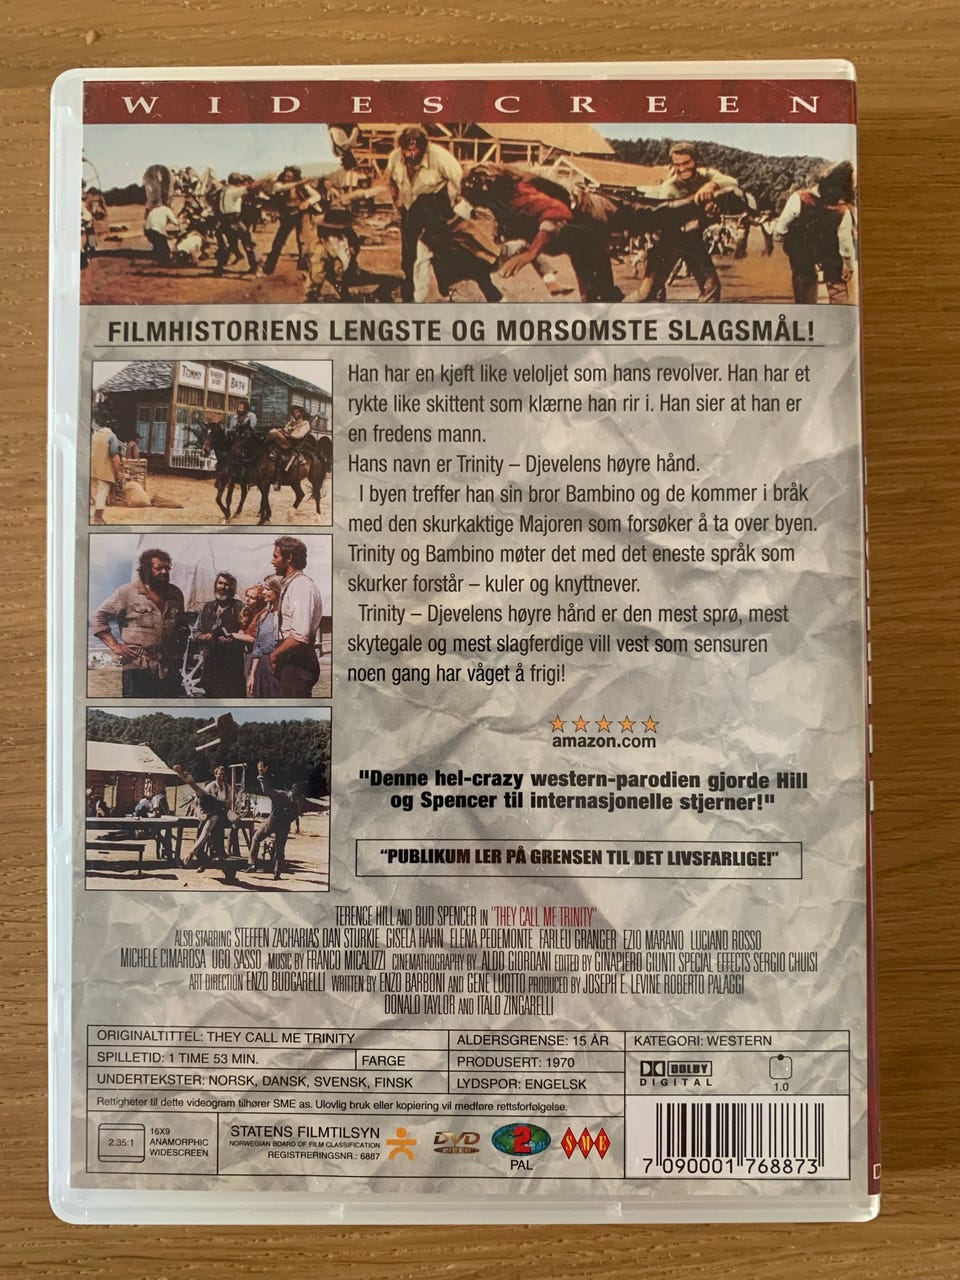 WIDESCREEN
FILMHISTORIENS LENGSTE OG MORSOMSTE SLAGSMÅL!
TOMMY
BATH
Han har en kjeft like veloljet som hans revolver. Han har et
rykte like skittent som klærne han rir i. Han sier at han er
en fredens mann.
Hans navn er Trinity – Djevelens høyre hånd.
I byen treffer han sin bror Bambino og de kommer i bråk
med den skurkaktige Majoren som forsøker å ta over byen.
Trinity og Bambino møter det med det eneste språk som
skurker forstår – kuler og knyttnever.
Trinity – Djevelens høyre hånd er den mest sprø, mest
skytegale og mest slagferdige vill vest som sensuren
noen gang har våget å frigi!
amazon.com
"Denne hel-crazy western-parodien gjorde Hill
og Spencer til internasjonelle stjerner!"
“PUBLIKUM LER PÅ GRENSEN TIL DET LIVSFARLIGE!”
TERENCE HILL AND BUD SPENCER IN "THEY CALL ME TRINITY"
ALSO STARRING STEFFEN ZACHARIAS DAN STURKIE GISELA HAHN ELENA PEDEMONTE FARLEU GRANGER EZIO MARANO LUCIANO ROSSO
MICHELE CIMAROSA UGO SASSO MUSIC BY FRANCO MICALIZZI CINEMATHOGRAPHY BY ALDO GIORDANI EDITED BY GINAPIERO GIUNTI SPECIAL EFFECTS SERGIO CHUISI
ART DIRECTION ENZO BUDGARELLI WRITTEN BY ENZO BARBONI AND GENE LUOTTO PRODUCED BY JOSEPH E. LEVINE ROBERTO PALAGGI
DONALD TAYLOR AND ITALO ZINGARELLI
ORIGINALTITTEL: THEY CALL ME TRINITY
ALDERSGRENSE: 15 ÅR
KATEGORI: WESTERN
SPILLETID: 1 TIME 53 MIN.
FARGE
PRODUSERT: 1970
UNDERTEKSTER: NORSK, DANSK, SVENSK, FINSK
LYDSPOR: ENGELSK
DOLBY
DIGITAL
1.0
Rettigheter til dette videogram tilhører SME as. Ulovlig bruk eller kopiering vil medføre rettsforfølgelse.
2.35:1
16X9
ANAMORPHIC
WIDESCREEN
STATENS FILMTILSYN
NORWEGIAN BOARD OF FILM CLASSIFICATION
REGISTRERINGSNR.: 6887
DVD
VIDEO
2
PAL
SME
7 090001 768873